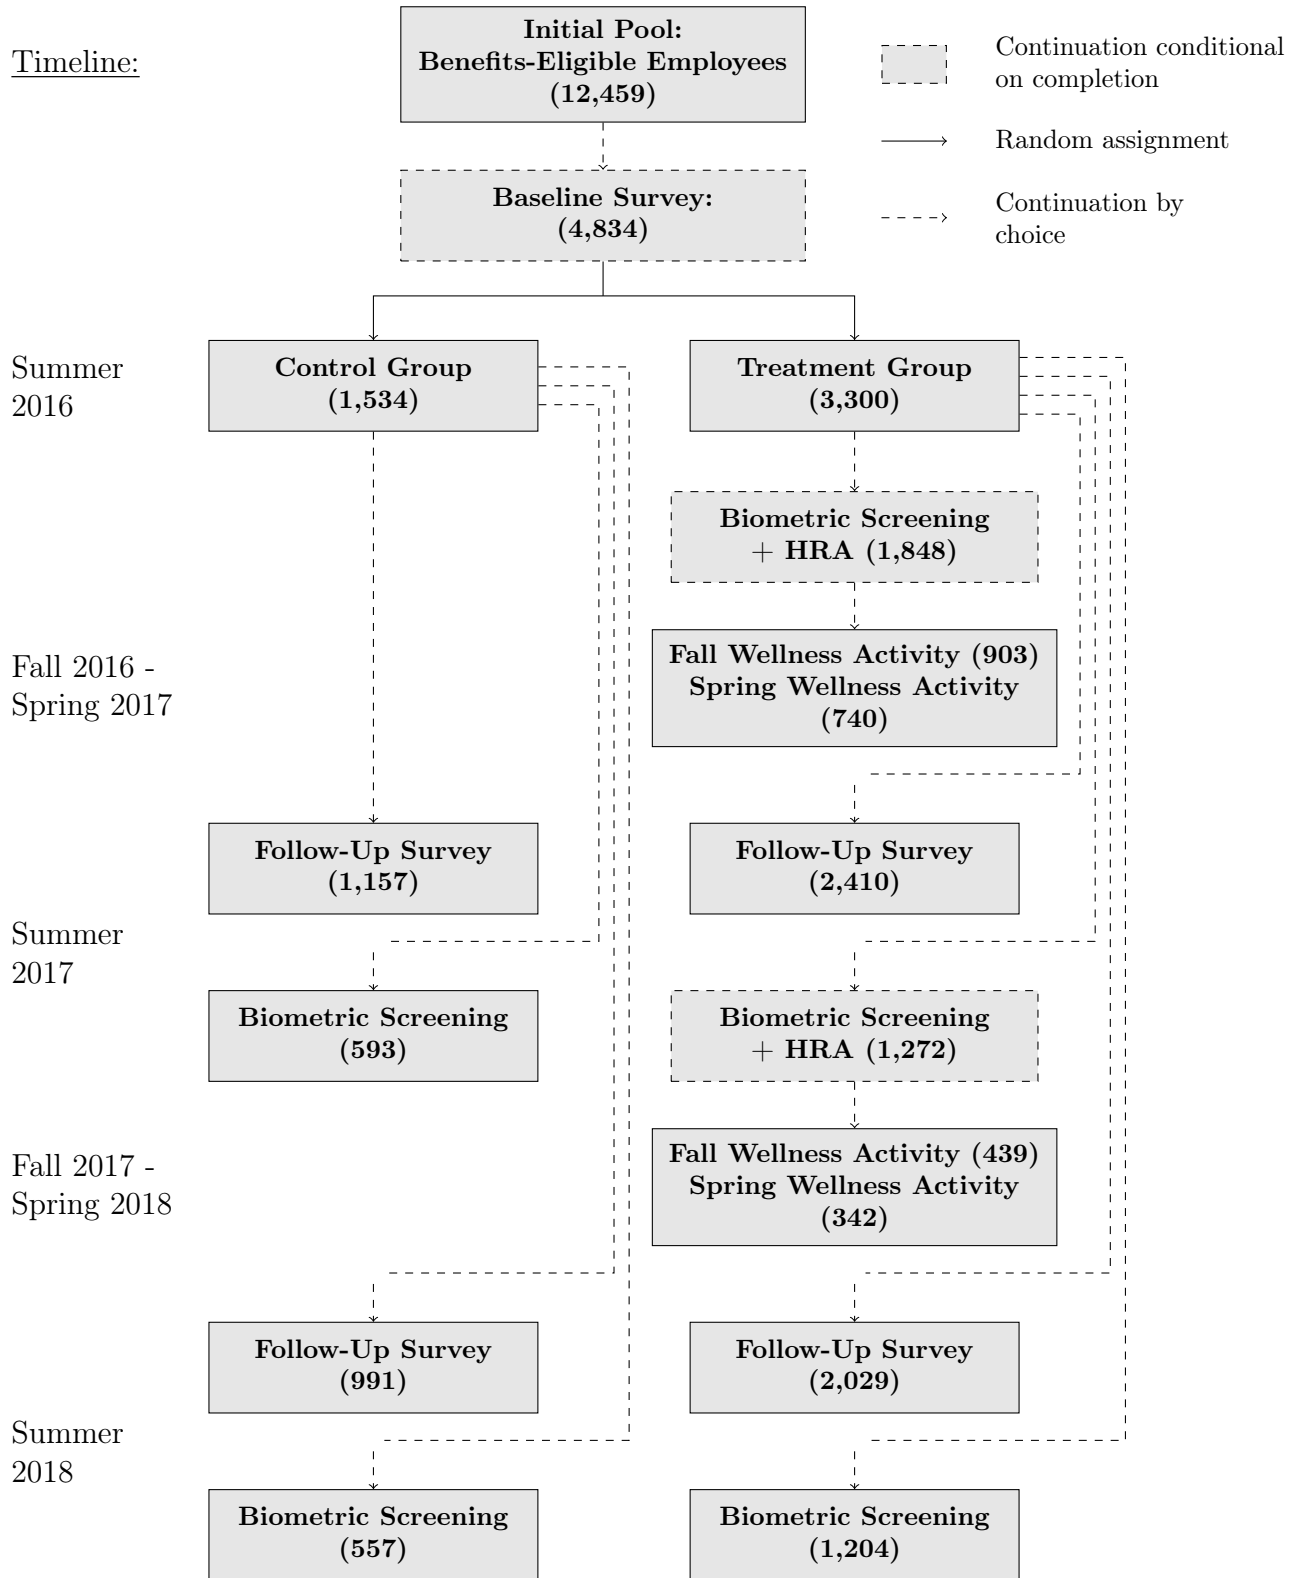 Initial Pool:
Benefits-Eligible Employees
(12,459)
Timeline:
Continuation conditional
on completion
Random assignment
Continuation by
choice
Baseline Survey:
(4,834)
Summer
2016
Control Group
(1,534)
Treatment Group
(3,300)
Biometric Screening
+ HRA (1,848)
Fall 2016 -
Spring 2017
Fall Wellness Activity (903)
Spring Wellness Activity
(740)
Follow-Up Survey
(1,157)
Follow-Up Survey
(2,410)
Summer
2017
Biometric Screening
(593)
Biometric Screening
+ HRA (1,272)
Fall 2017 -
Spring 2018
Fall Wellness Activity (439)
Spring Wellness Activity
(342)
Follow-Up Survey
(991)
Follow-Up Survey
(2,029)
Summer
2018
Biometric Screening
(557)
Biometric Screening
(1,204)